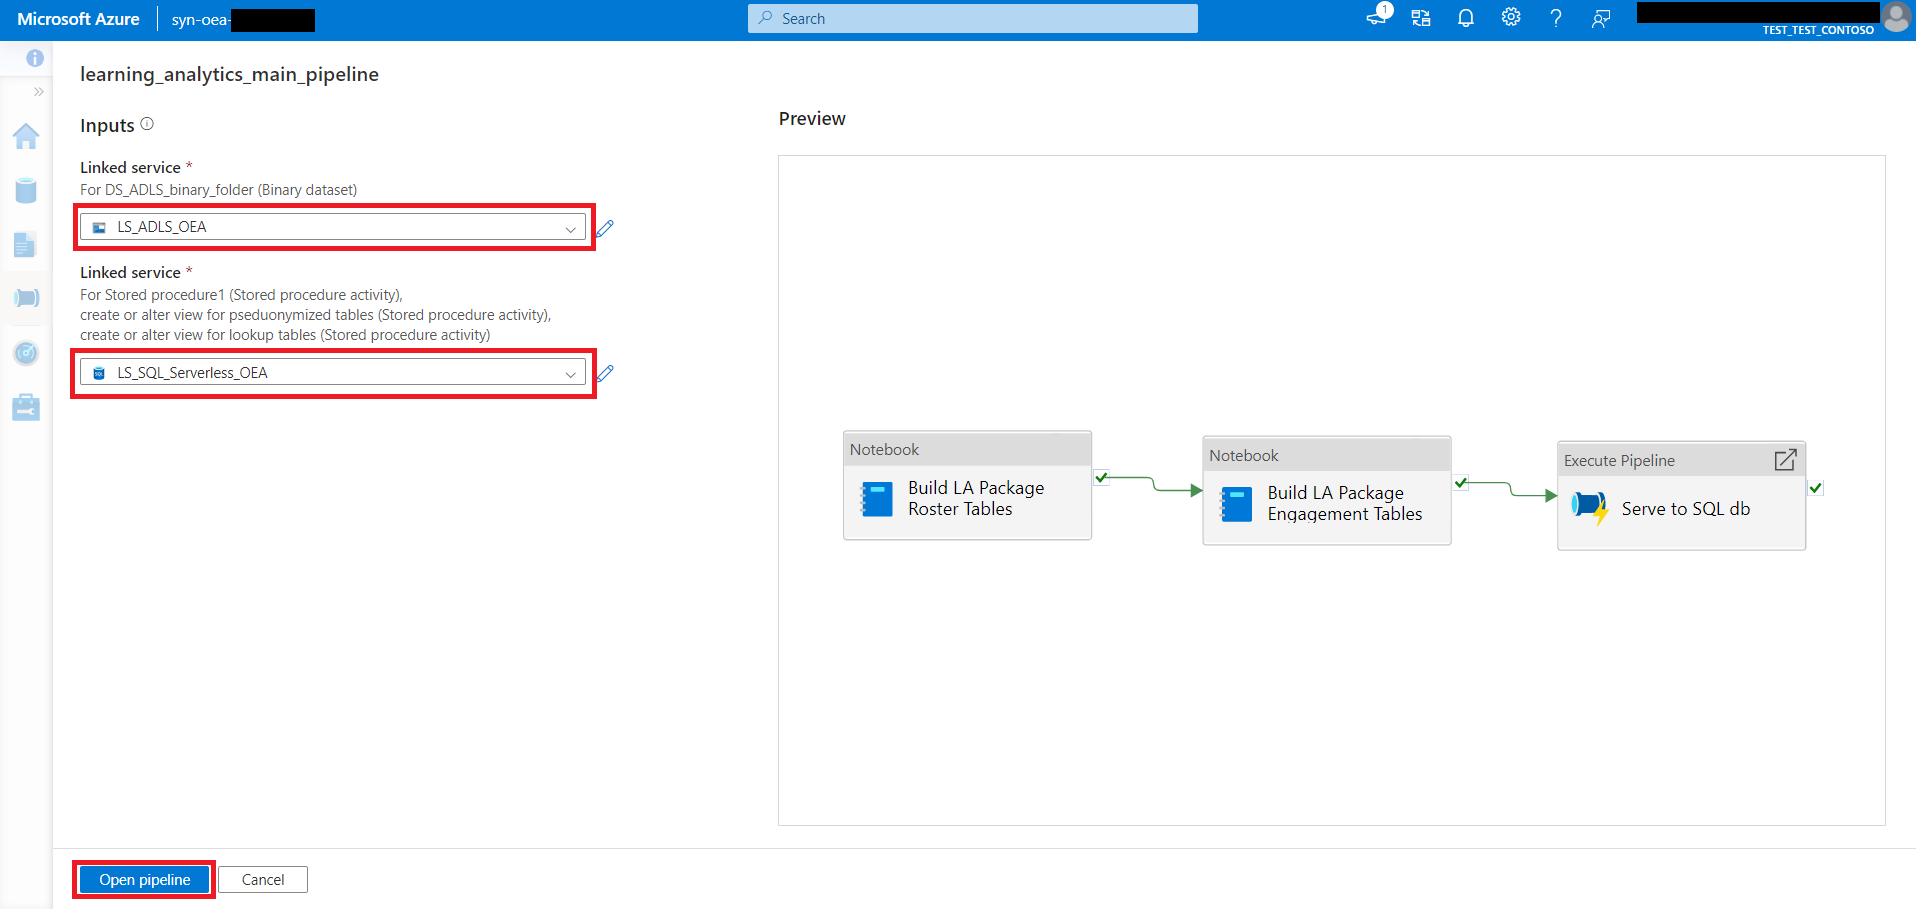 Microsoft Azure
syn-oea-
Search
1
TEST_TEST_CONTOSO
learning_analytics_main_pipeline
Inputs
Linked service *
For DS_ADLS_binary_folder (Binary dataset)
LS_ADLS_OEA
Linked service *
For Stored procedure1 (Stored procedure activity),
create or alter view for pseduonymized tables (Stored procedure activity),
create or alter view for lookup tables (Stored procedure activity)
SQL
LS_SQL_Serverless_OEA
Preview
Notebook
Build LA Package
Roster Tables
Notebook
Build LA Package
Engagement Tables
Execute Pipeline
Serve to SQL db
Open pipeline
Cancel